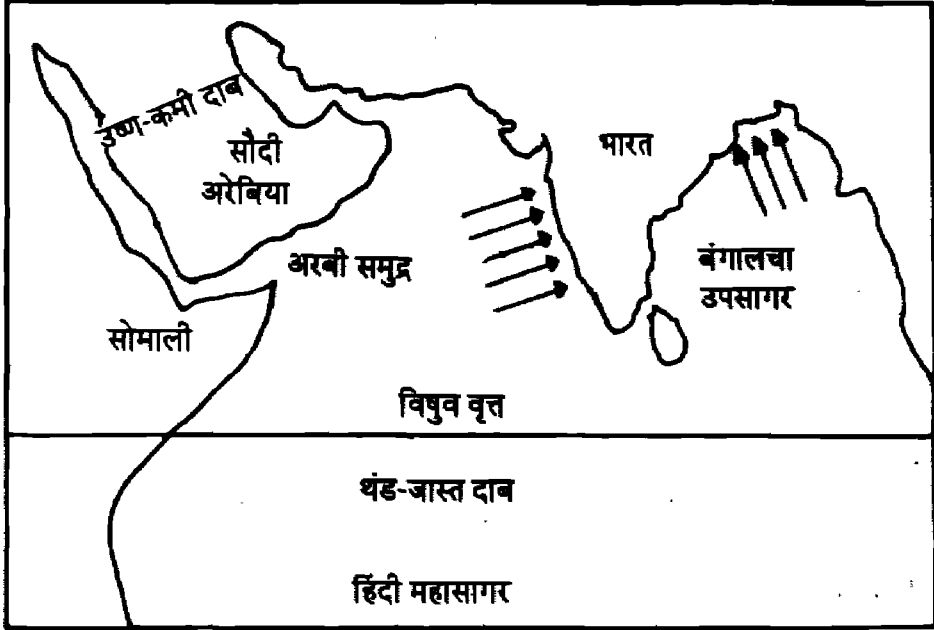 उष्ण-कमी दाब
सौदी
अरेबिया
भारत
अरबी समुद्र
बंगालचा
उपसागर
सोमाली
विषुव वृत्त
थंड-जास्त दाब
हिंदी महासागर